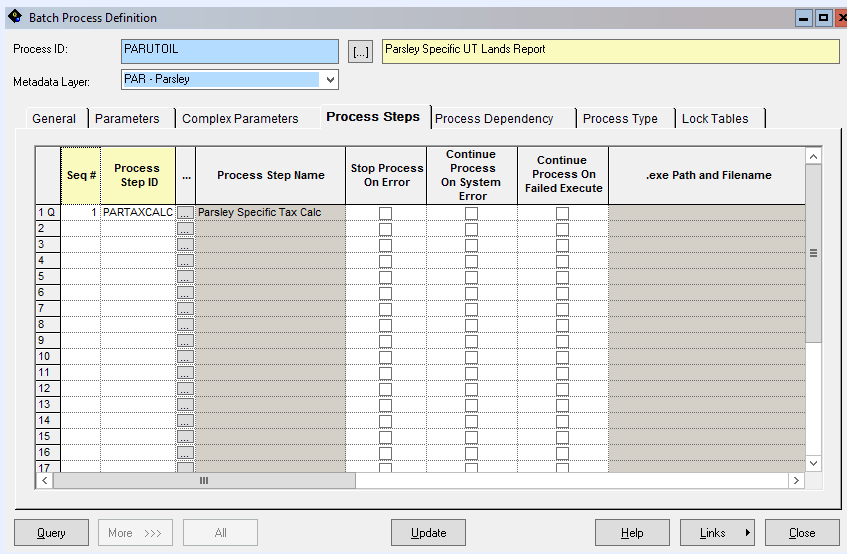 Batch Process Definition
Process ID: PARUTOIL [...] Parsley Specific UT Lands Report
Metadata Layer: PAR - Parsley
General Parameters Complex Parameters Process Steps Process Dependency Process Type Lock Tables
Seq # Process Step ID ... Process Step Name Stop Process On Error Continue Process On System Error Continue Process On Failed Execute .exe Path and Filename
1 Q 1 PARTAXCALC ... Parsley Specific Tax Calc
2 ...
3 ...
4 ...
5 ...
6 ...
7 ...
8 ...
9 ...
10 ...
11 ...
12 ...
13 ...
14 ...
15 ...
16 ...
17
Query More >>> All Update Help Links Close